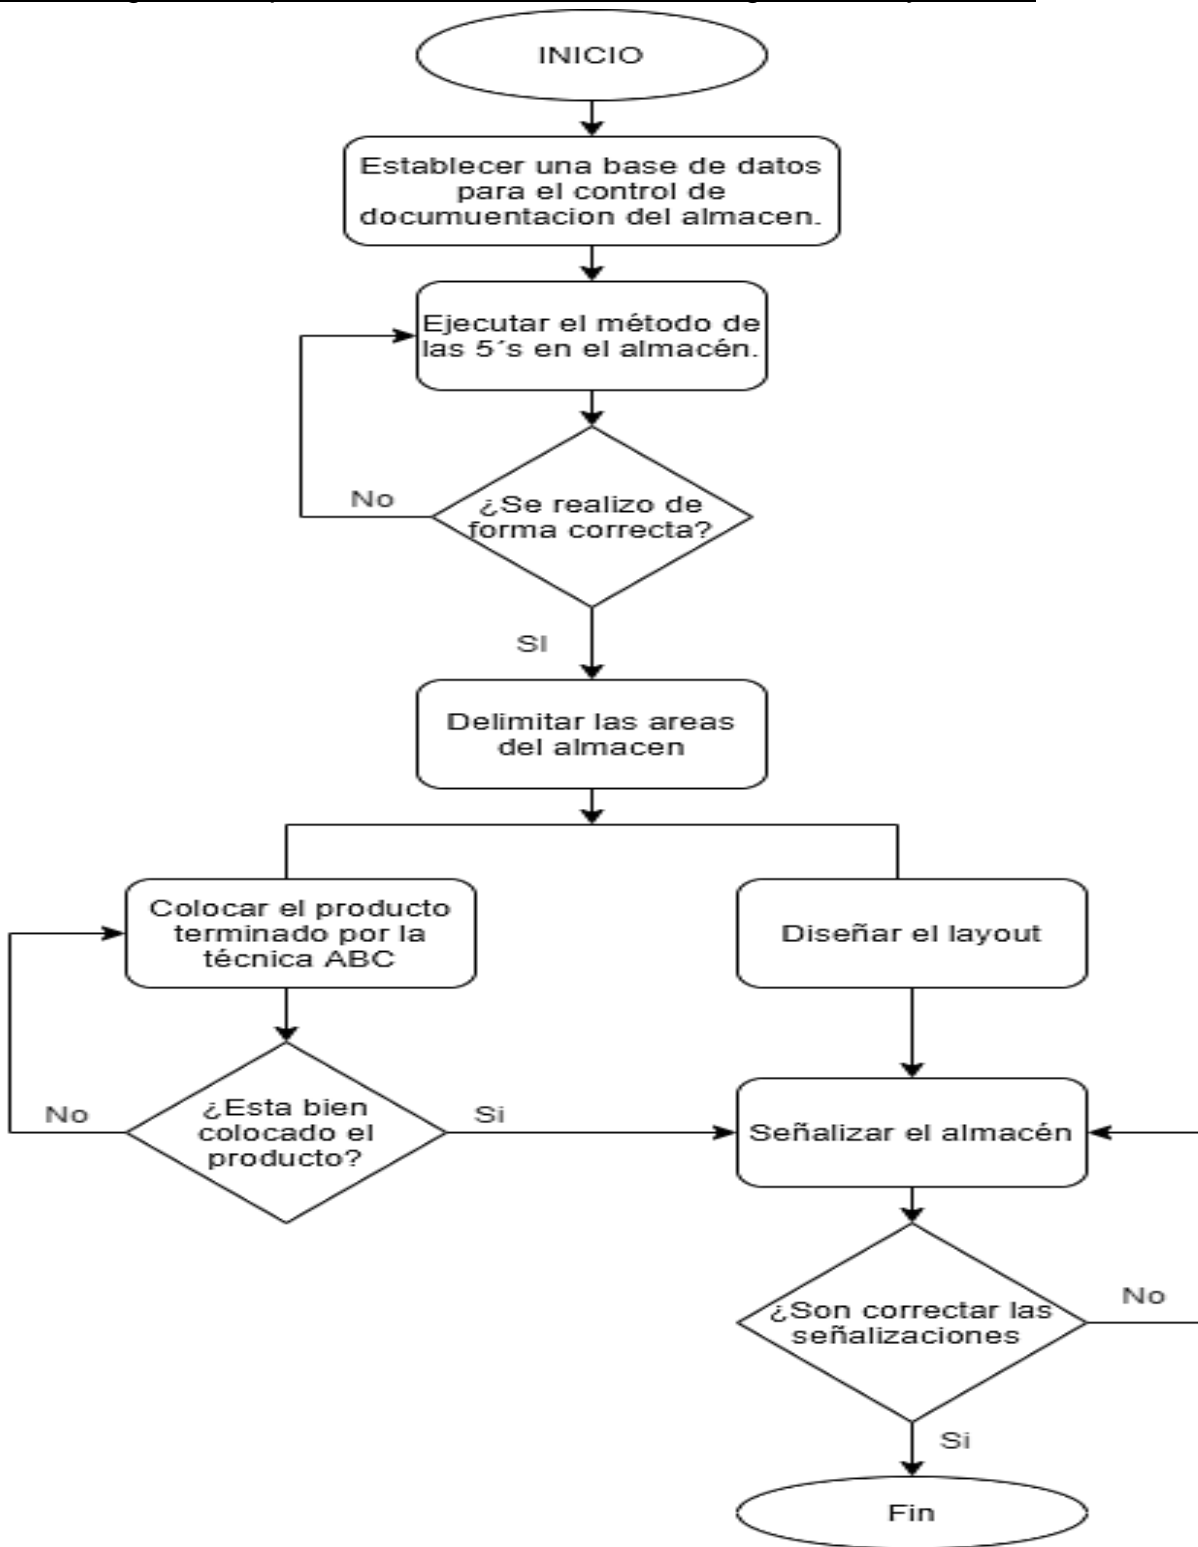 INICIO
Establecer una base de datos
para el control de
documuentacion del almacen.
Ejecutar el método de
las 5´s en el almacén.
¿Se realizo de
forma correcta?
No
SI
Delimitar las areas
del almacen
Colocar el producto
terminado por la
técnica ABC
Diseñar el layout
¿Esta bien
colocado el
producto?
No
Si
Señalizar el almacén
¿Son correctar las
señalizaciones
No
Si
Fin